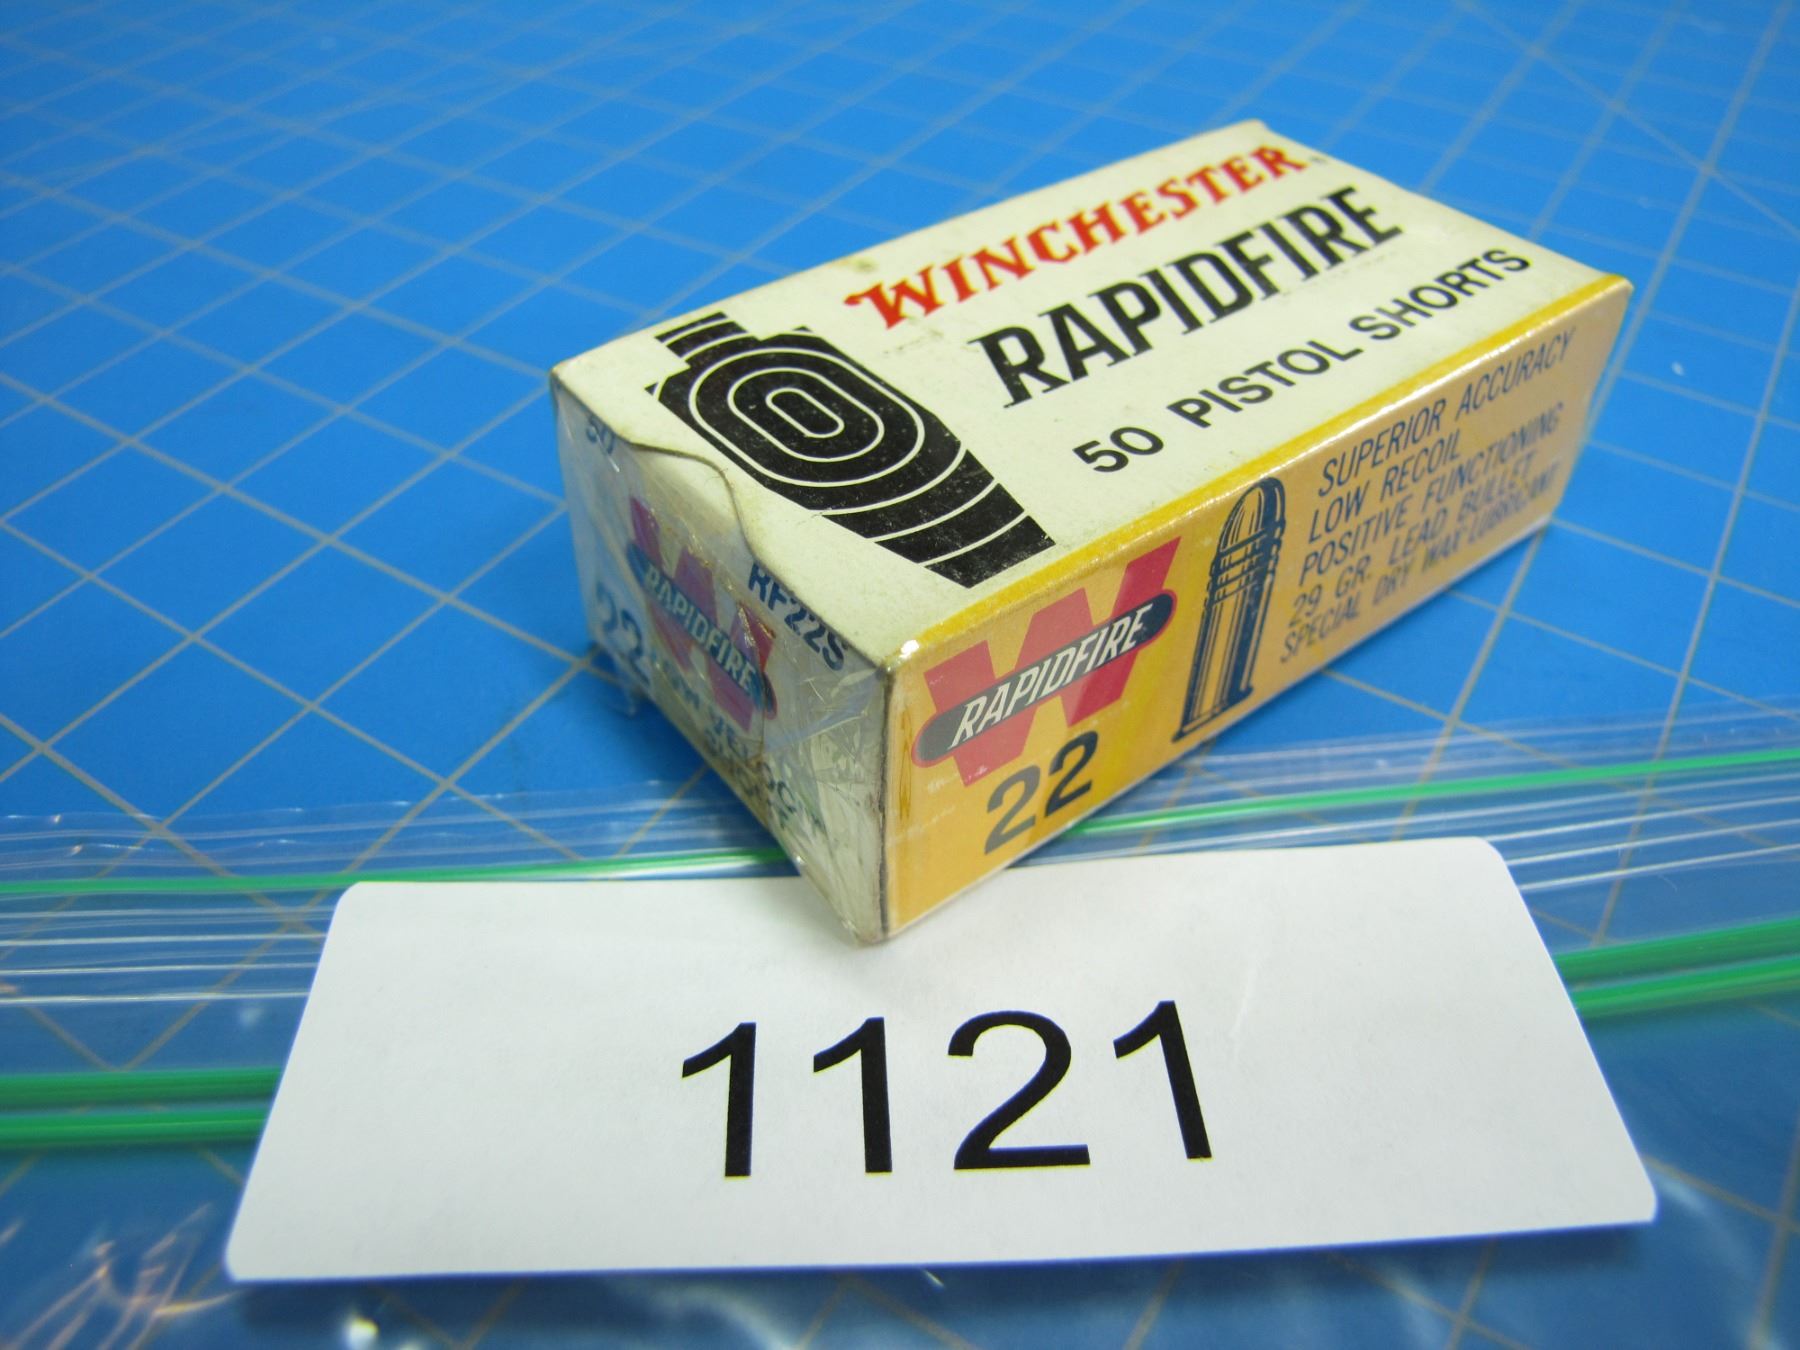 WINCHESTER
RAPIDFIRE
50 PISTOL SHORTS
50
RF22S
RAPIDFIRE
22
RAPIDFIRE
22
SUPERIOR ACCURACY
LOW RECOIL
POSITIVE FUNCTIONING
29 GR. LEAD BULLET
SPECIAL DRY WAX LUBRICANT
1121